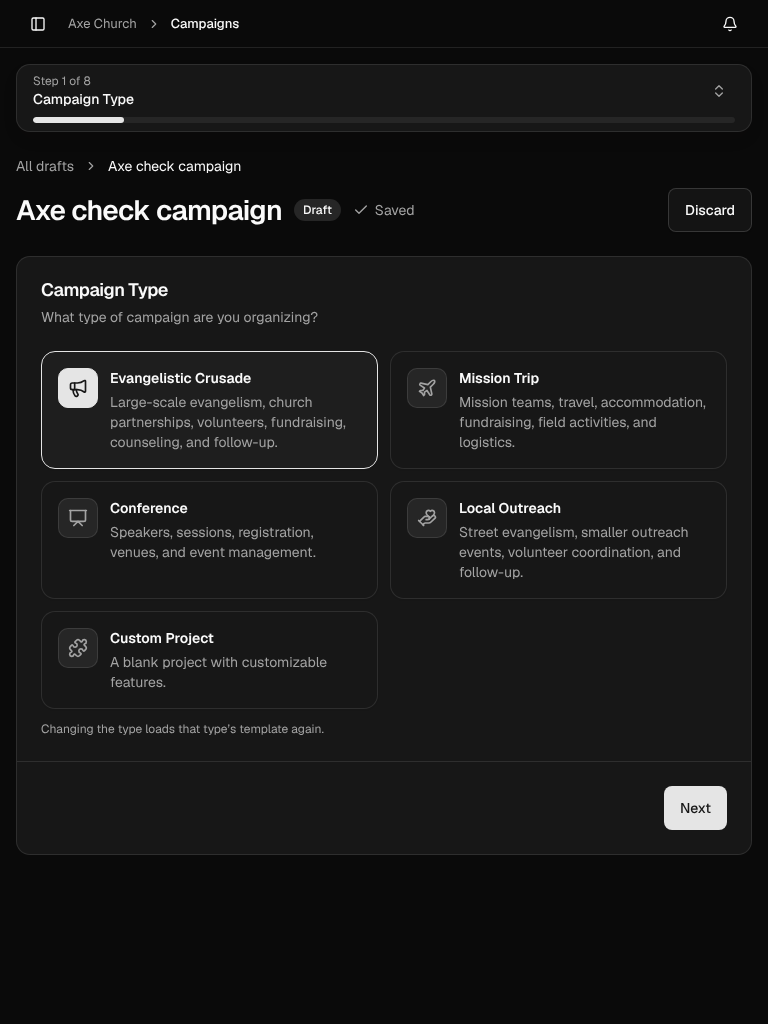 Axe Church > Campaigns
Step 1 of 8
Campaign Type
All drafts > Axe check campaign
Axe check campaign Draft Saved Discard
Campaign Type
What type of campaign are you organizing?
Evangelistic Crusade
Large-scale evangelism, church
partnerships, volunteers, fundraising,
counseling, and follow-up.
Mission Trip
Mission teams, travel, accommodation,
fundraising, field activities, and
logistics.
Conference
Speakers, sessions, registration,
venues, and event management.
Local Outreach
Street evangelism, smaller outreach
events, volunteer coordination, and
follow-up.
Custom Project
A blank project with customizable
features.
Changing the type loads that type's template again.
Next